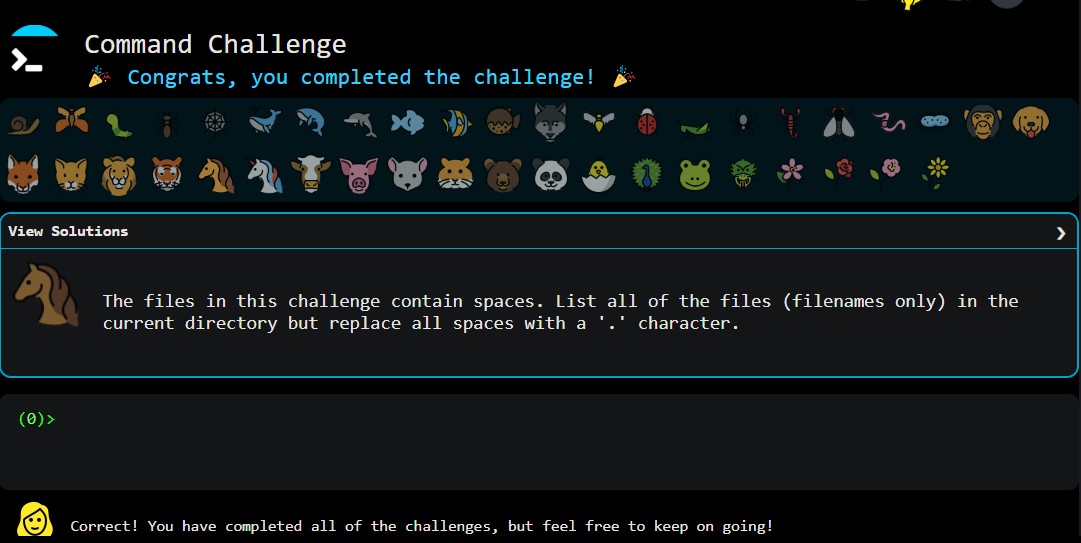 Command Challenge
🎉 Congrats, you completed the challenge! 🎉
View Solutions
The files in this challenge contain spaces. List all of the files (filenames only) in the
current directory but replace all spaces with a '.' character.
(0)>
Correct! You have completed all of the challenges, but feel free to keep on going!